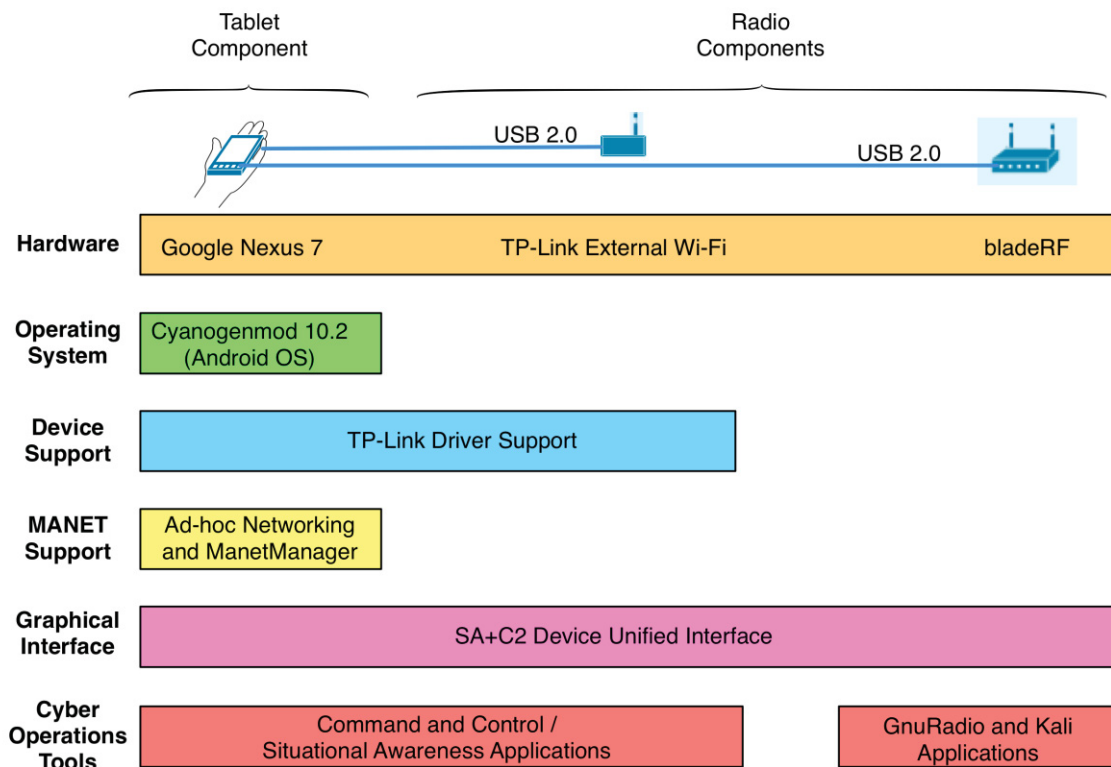 Tablet
Component
Radio
Components
USB 2.0
USB 2.0
Hardware
Google Nexus 7
TP-Link External Wi-Fi
bladeRF
Operating
System
Cyanogenmod 10.2
(Android OS)
Device
Support
TP-Link Driver Support
MANET
Support
Ad-hoc Networking
and ManetManager
Graphical
Interface
SA+C2 Device Unified Interface
Cyber
Operations
Tools
Command and Control /
Situational Awareness Applications
GnuRadio and Kali
Applications